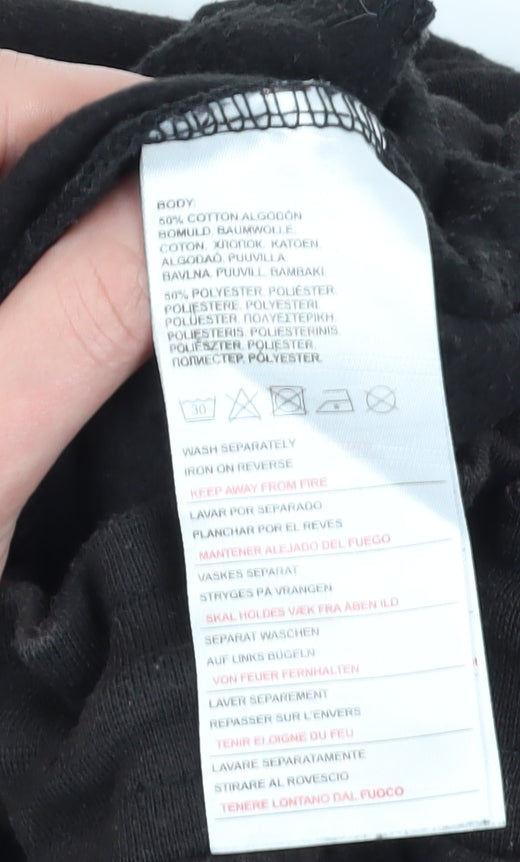 BODY:
50% COTTON.ALGODÓN
BOMULD, BAUMWOLLE.
COTON, ХЛОПОК, KATOEN,
ALGODAÔ, PUUVILLA,
BAVLNA, PUUVILL, BAMBAKI
50% POLYESTER, POLIÉSTER,
POLIESTERE, POLYESTERI,
POLÜESTER, ΠΟΛΥΕΣΤΕΡΙΚΗ,
POLIESTERIS, POLIESTERINIS,
POLIÉSZTER, POLIESTER,
ПОЛИЕСТЕР, PÓLYESTER,
30
WASH SEPARATELY
IRON ON REVERSE
KEEP AWAY FROM FIRE
LAVAR POR SEPARADO
PLANCHAR POR EL REVES
MANTENER ALEJADO DEL FUEGO
VASKES SEPARAT
STRYGES PÅ VRANGEN
SKAL HOLDES VÆK FRA ÅBEN ILD
SEPARAT WASCHEN
AUF LINKS BÜGELN
VON FEUER FERNHALTEN
LAVER SEPAREMENT
REPASSER SUR L'ENVERS
TENIR ELOIGNE DU FEU
LAVARE SEPARATAMENTE
STIRARE AL ROVESCIO
TENERE LONTANO DAL FUOCO